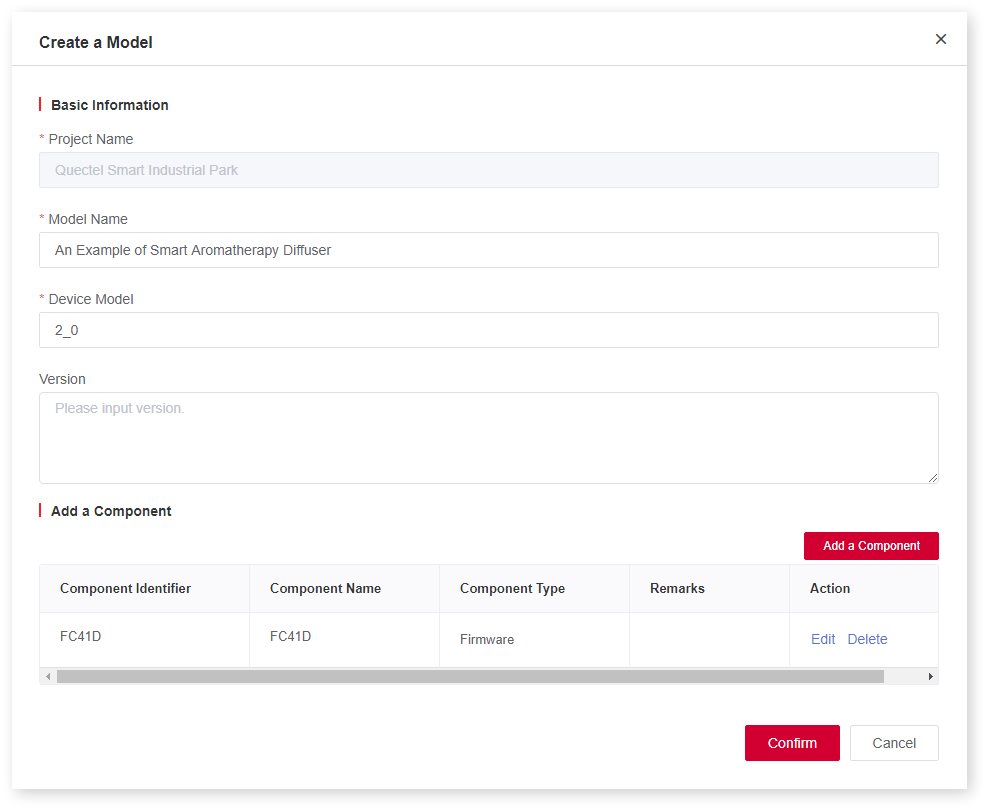 Create a Model
Basic Information
* Project Name
Quectel Smart Industrial Park
* Model Name
An Example of Smart Aromatherapy Diffuser
* Device Model
2_0
Version
Please input version.
Add a Component
Add a Component
Component Identifier Component Name Component Type Remarks Action
FC41D FC41D Firmware Edit Delete
Confirm Cancel